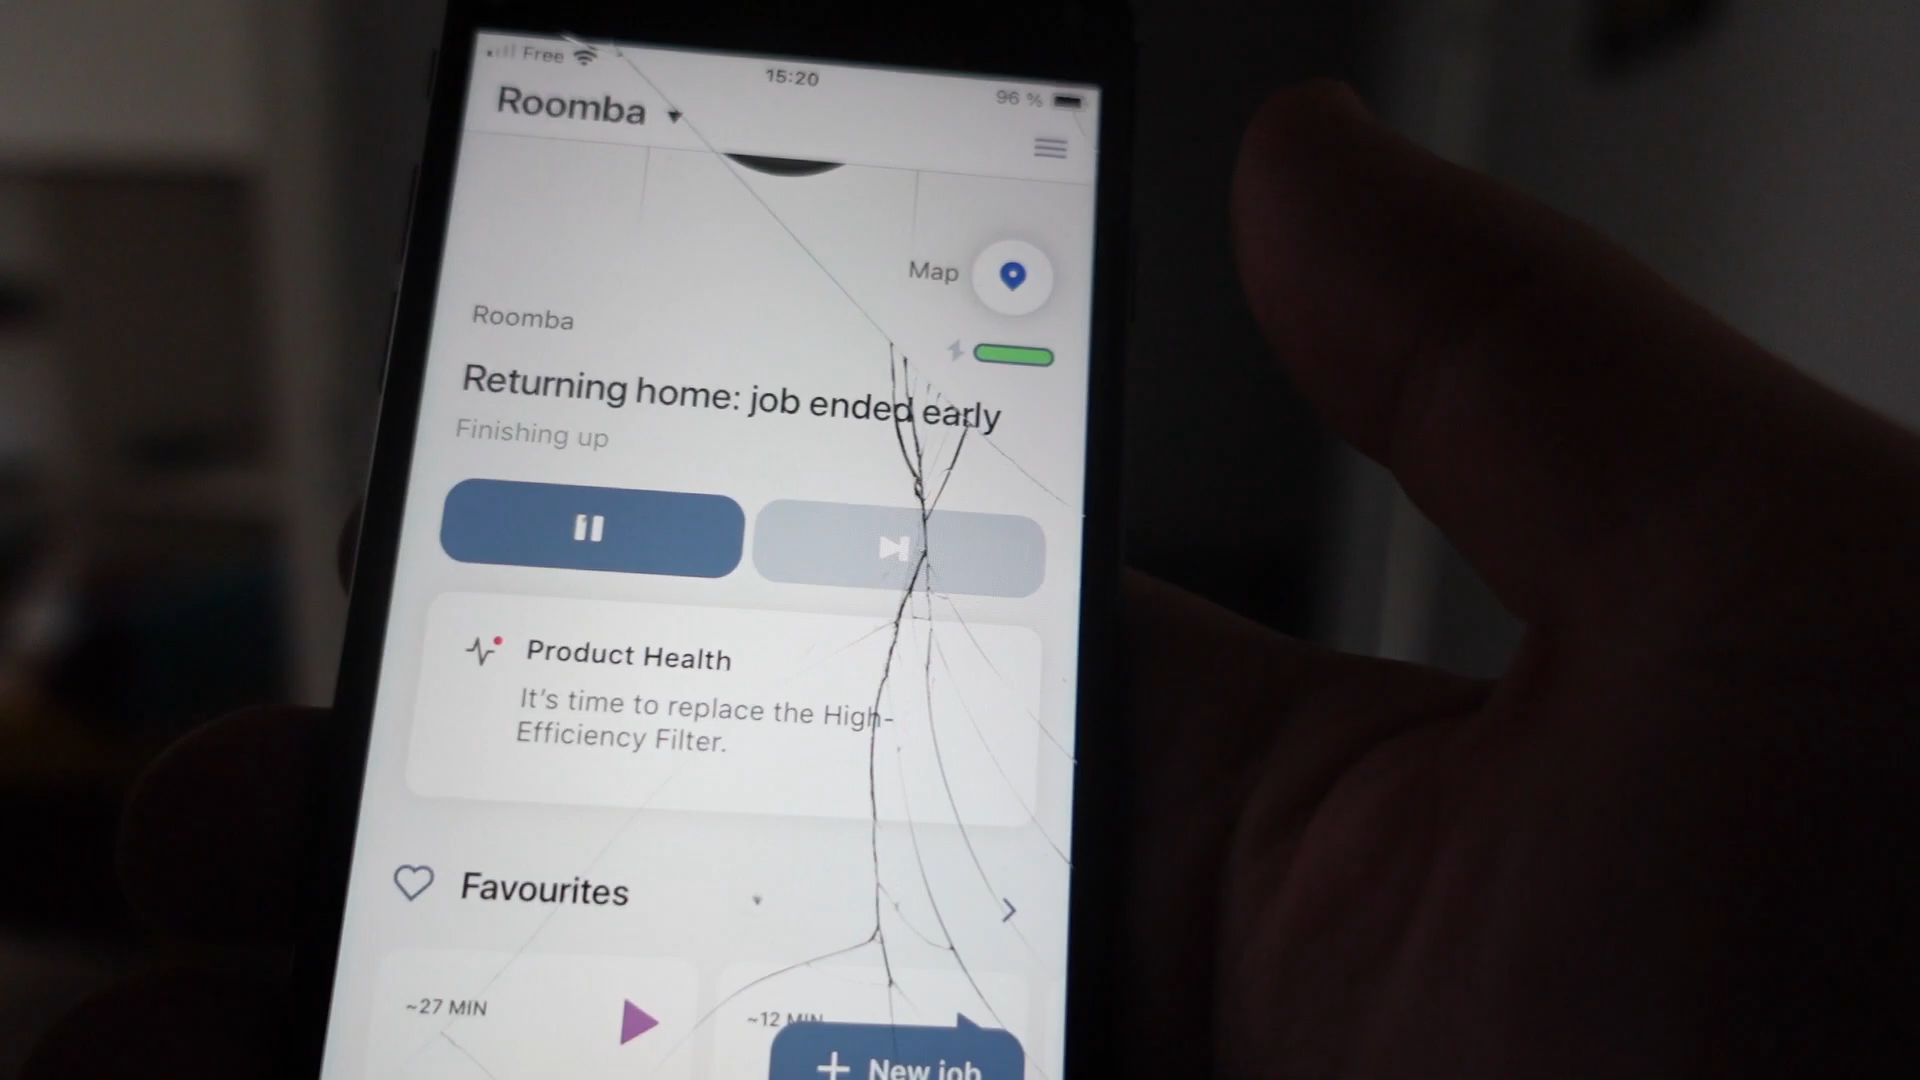 Free
15:20
96 %
Roomba
Map
Roomba
Returning home: job ended early
Finishing up
Product Health
It's time to replace the High-
Efficiency Filter.
Favourites
~27 MIN
~12 MIN
+ New job